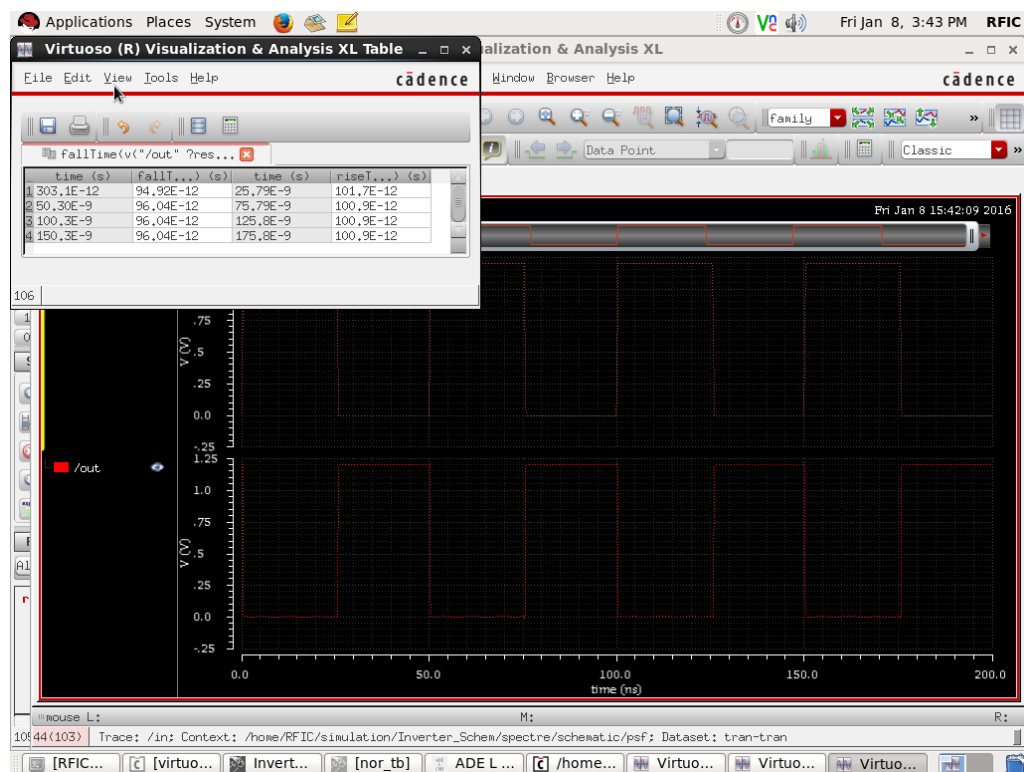 Applications Places System Fri Jan 8, 3:43 PM RFIC
Virtuoso (R) Visualization & Analysis XL Table
alization & Analysis XL
File Edit View Tools Help cādence
Window Browser Help cādence
family »
Data Point Classic »
fallTime(v("/out" ?res...
time (s) fallT...) (s) time (s) riseT...) (s)
1 303.1E-12 94.92E-12 25.79E-9 101.7E-12
2 50.30E-9 96.04E-12 75.79E-9 100.9E-12
3 100.3E-9 96.04E-12 125.8E-9 100.9E-12
4 150.3E-9 96.04E-12 175.8E-9 100.9E-12
106
Fri Jan 8 15:42:09 2016
.75
.5
.25
0.0
-.25
V (V)
/out
1.25
1.0
.75
.5
.25
0.0
-.25
V (V)
0.0 50.0 100.0 150.0 200.0
time (ns)
mouse L: M: R:
44(103) Trace: /in; Context: /home/RFIC/simulation/Inverter_Schem/spectre/schematic/psf; Dataset: tran-tran
[RFIC... [virtuo... Invert... [nor_tb] ADE L ... /home... Virtuo... Virtuo... Virtuo...